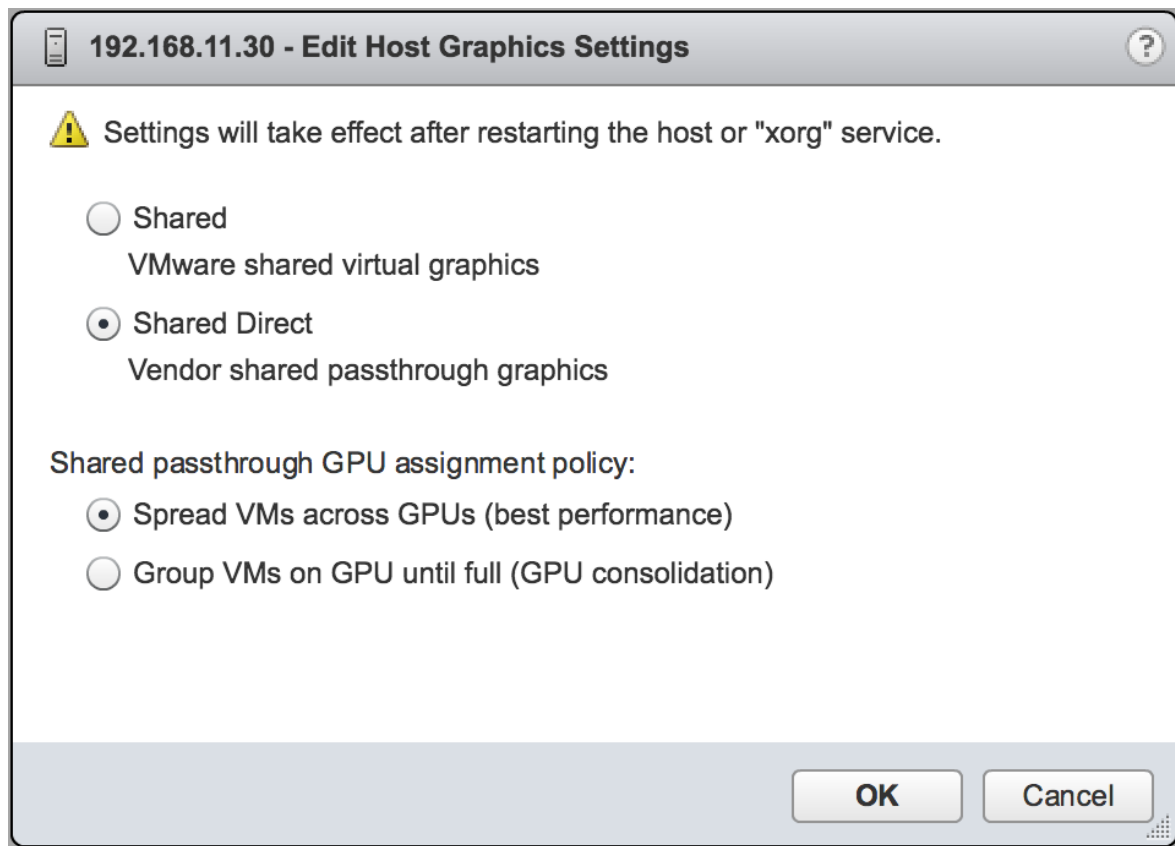 192.168.11.30 - Edit Host Graphics Settings
?
Settings will take effect after restarting the host or "xorg" service.
Shared
VMware shared virtual graphics
Shared Direct
Vendor shared passthrough graphics
Shared passthrough GPU assignment policy:
Spread VMs across GPUs (best performance)
Group VMs on GPU until full (GPU consolidation)
OK
Cancel